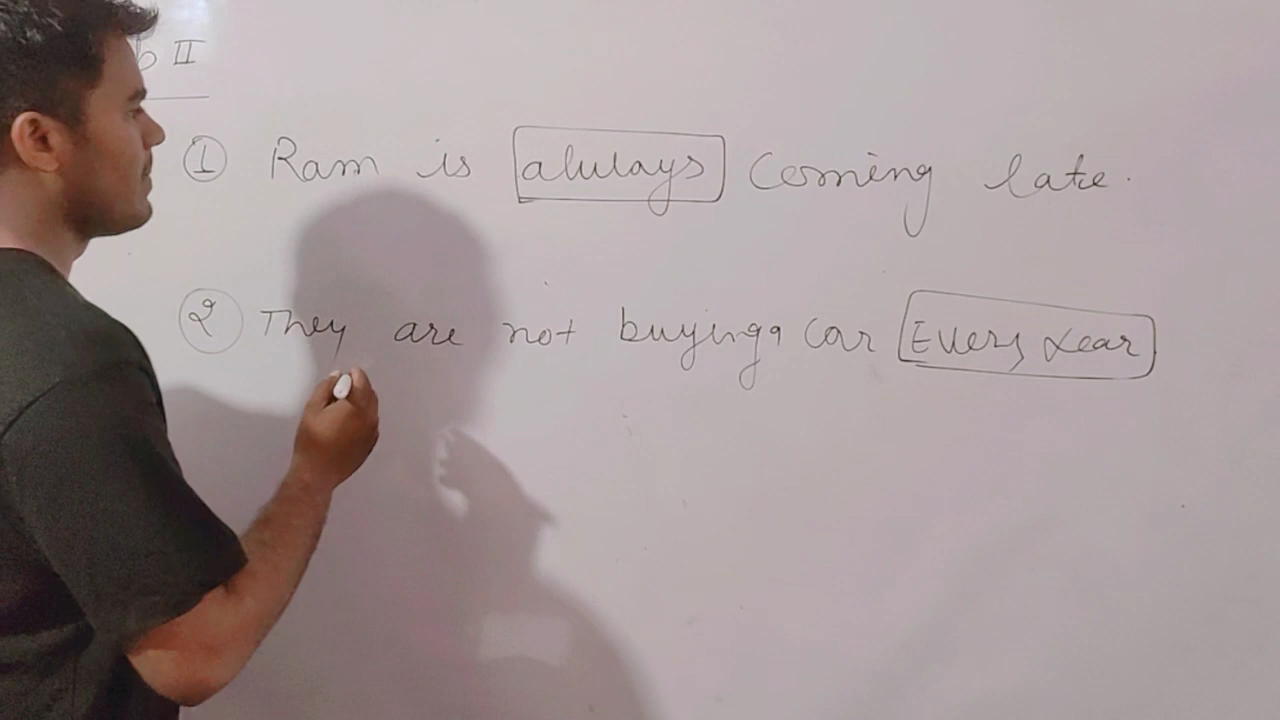 b II
① Ram is always coming late.
② They are not buying a car Every Year